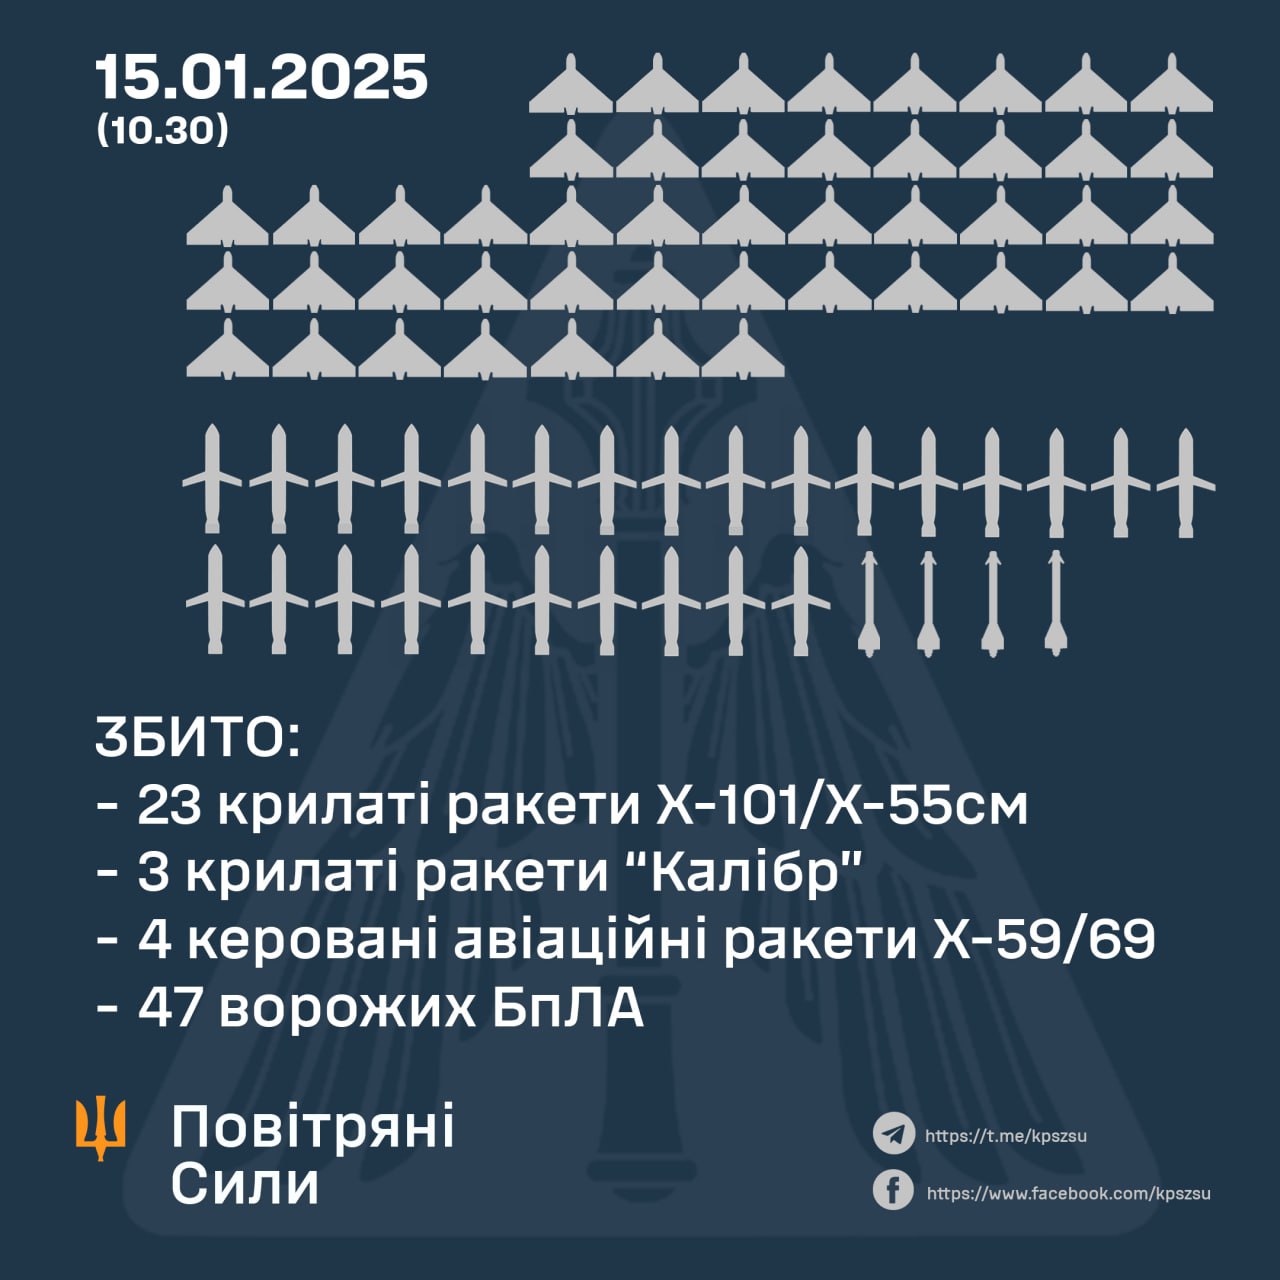 15.01.2025
(10.30)
ЗБИТО:
- 23 крилаті ракети Х-101/Х-55см
- 3 крилаті ракети “Калібр”
- 4 керовані авіаційні ракети Х-59/69
- 47 ворожих БпЛА
Повітряні
Сили
https://t.me/kpszsu
https://www.facebook.com/kpszsu